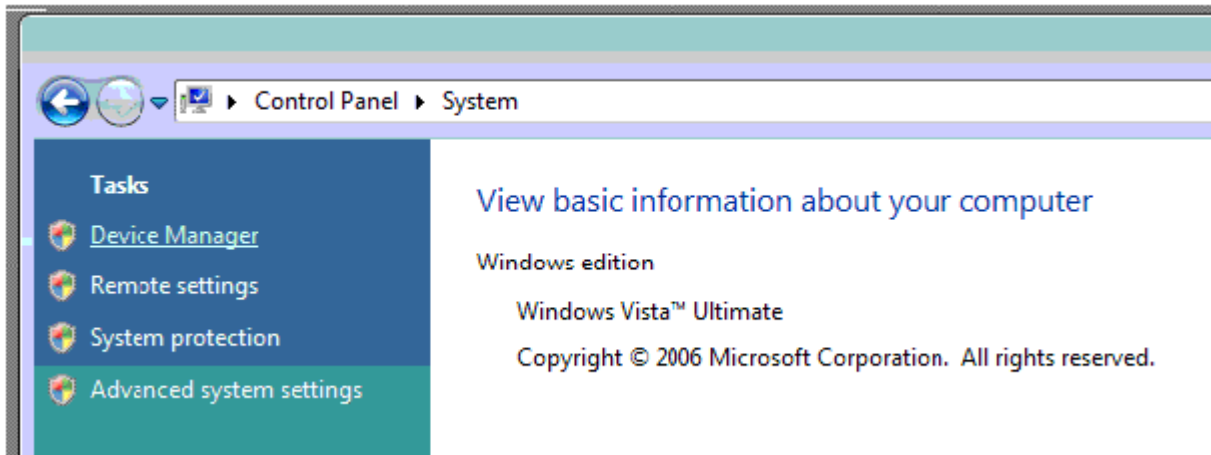 Control Panel ▸ System
Tasks
Device Manager
Remote settings
System protection
Advanced system settings
View basic information about your computer
Windows edition
Windows Vista™ Ultimate
Copyright © 2006 Microsoft Corporation. All rights reserved.